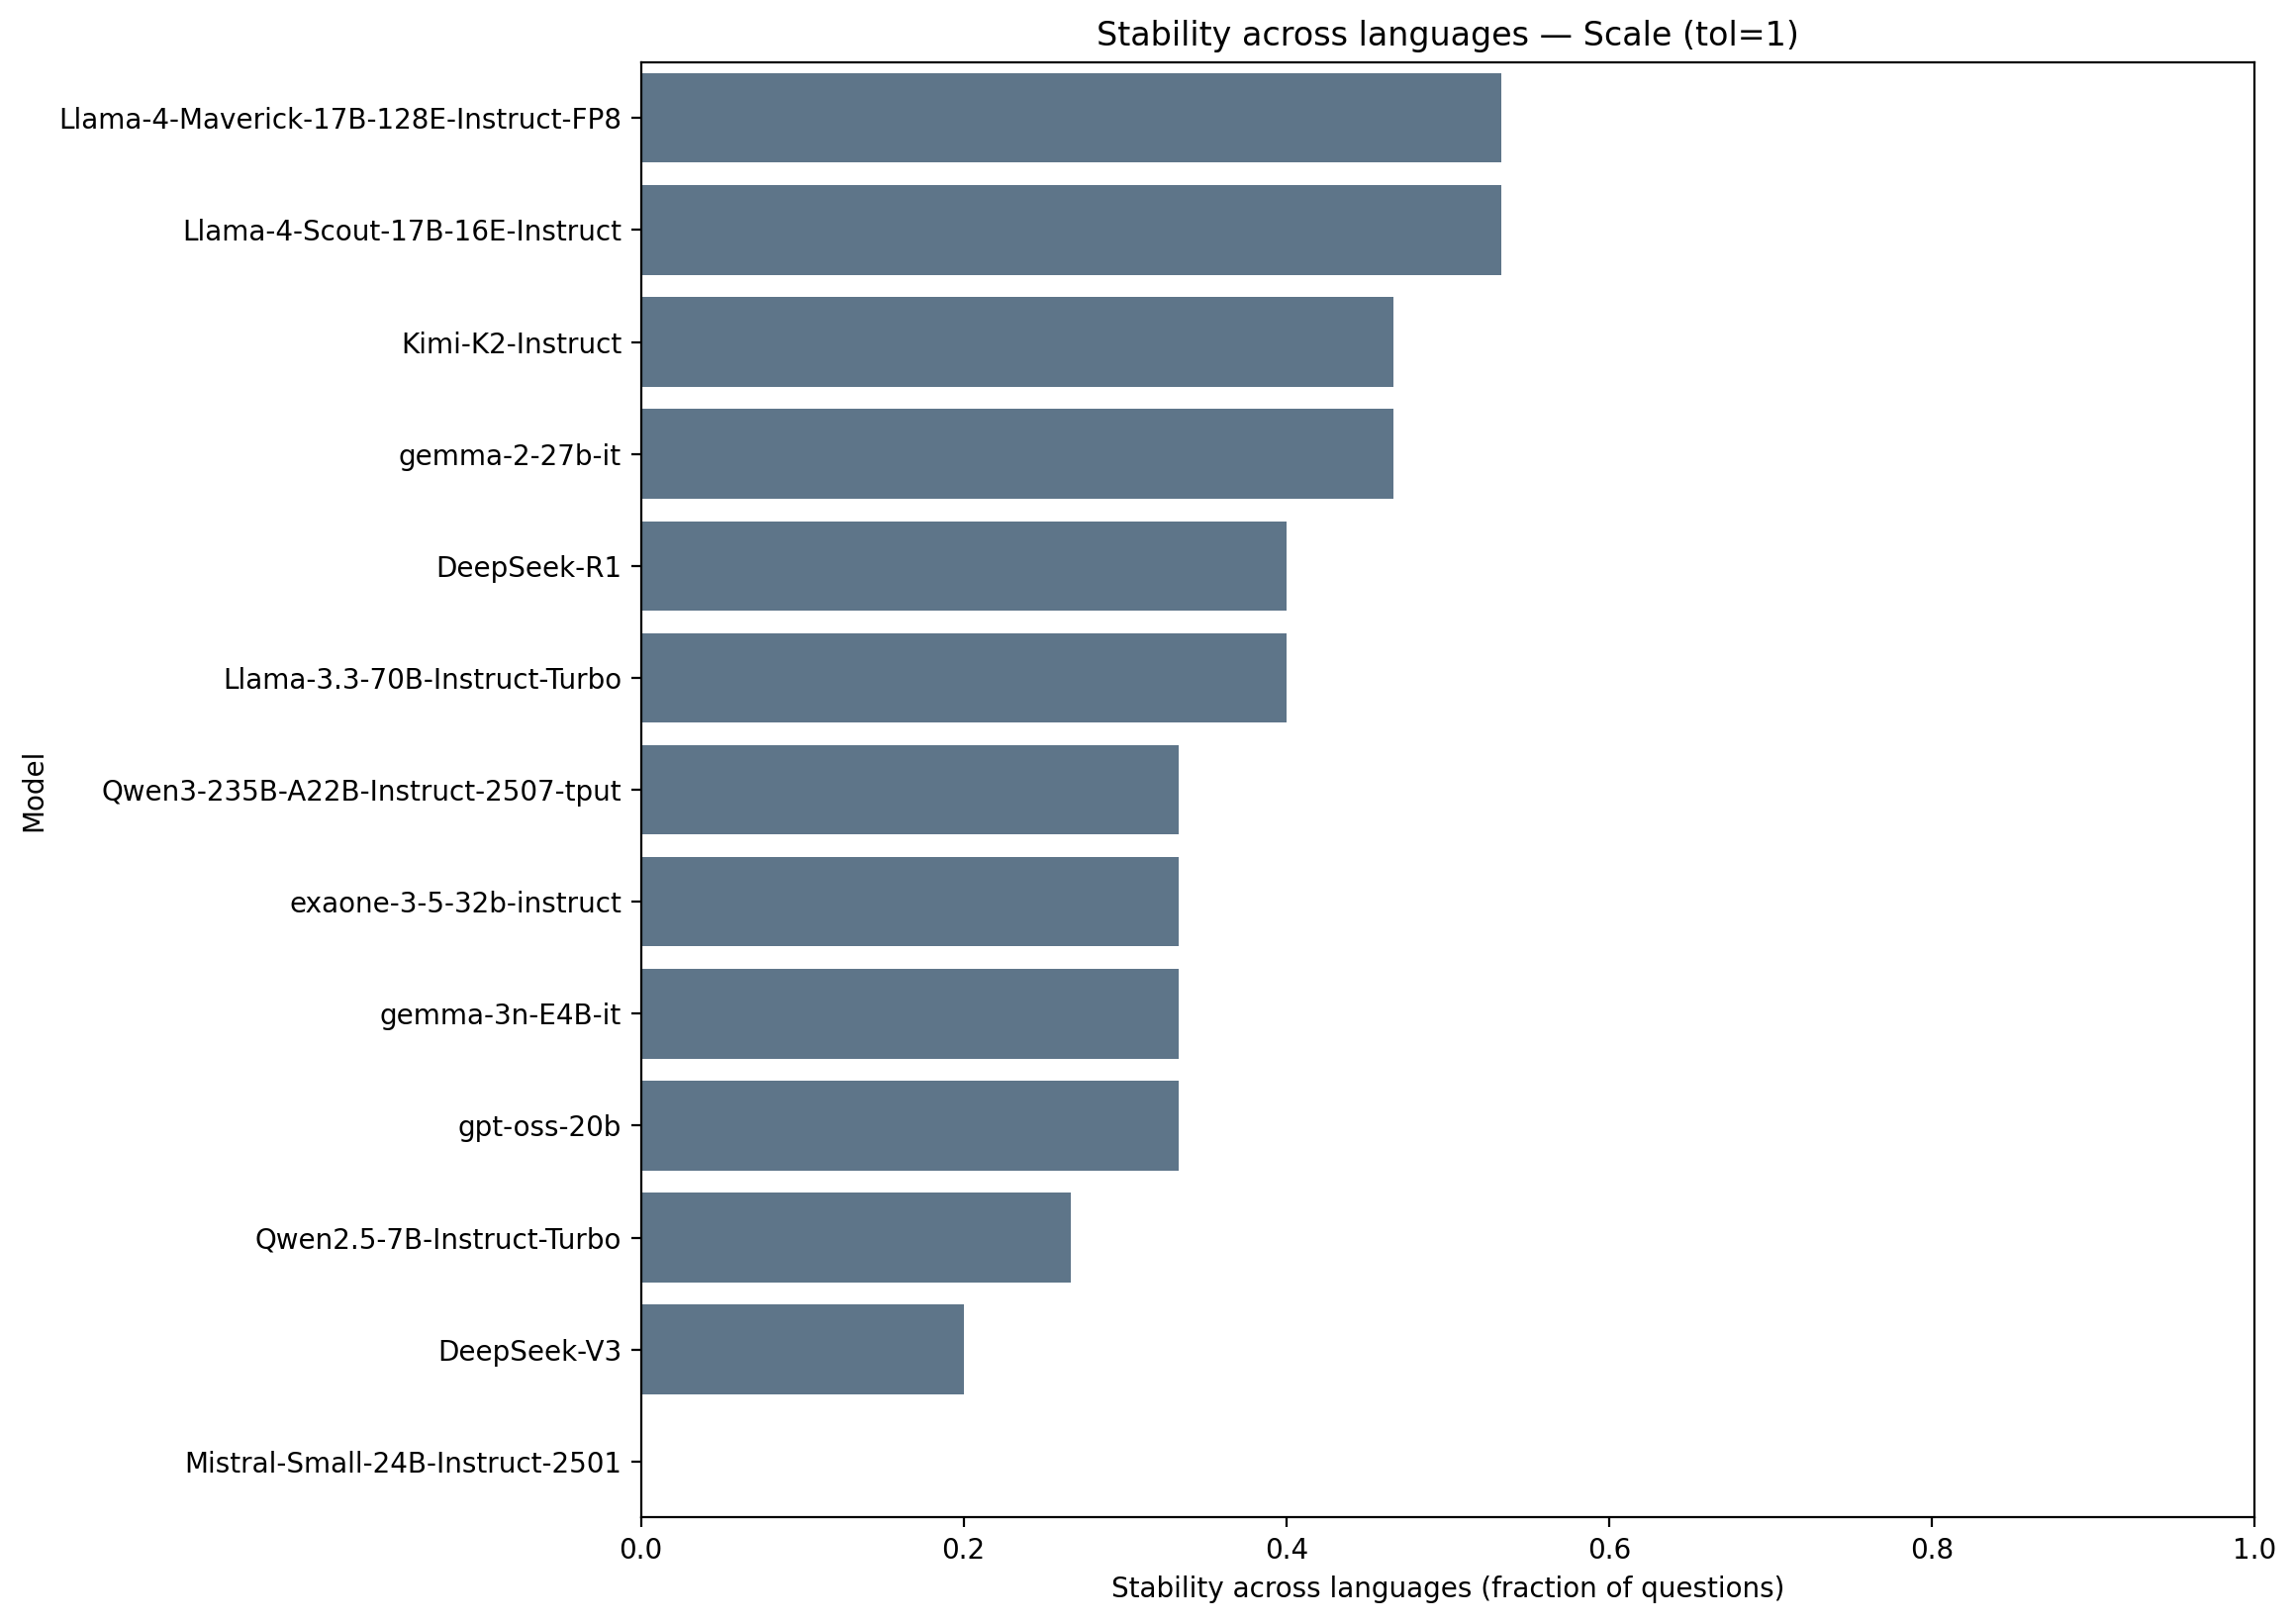 Stability across languages — Scale (tol=1)
Llama-4-Maverick-17B-128E-Instruct-FP8
Llama-4-Scout-17B-16E-Instruct
Kimi-K2-Instruct
gemma-2-27b-it
DeepSeek-R1
Llama-3.3-70B-Instruct-Turbo
Qwen3-235B-A22B-Instruct-2507-tput
exaone-3-5-32b-instruct
gemma-3n-E4B-it
gpt-oss-20b
Qwen2.5-7B-Instruct-Turbo
DeepSeek-V3
Mistral-Small-24B-Instruct-2501
Model
0.0 0.2 0.4 0.6 0.8 1.0
Stability across languages (fraction of questions)